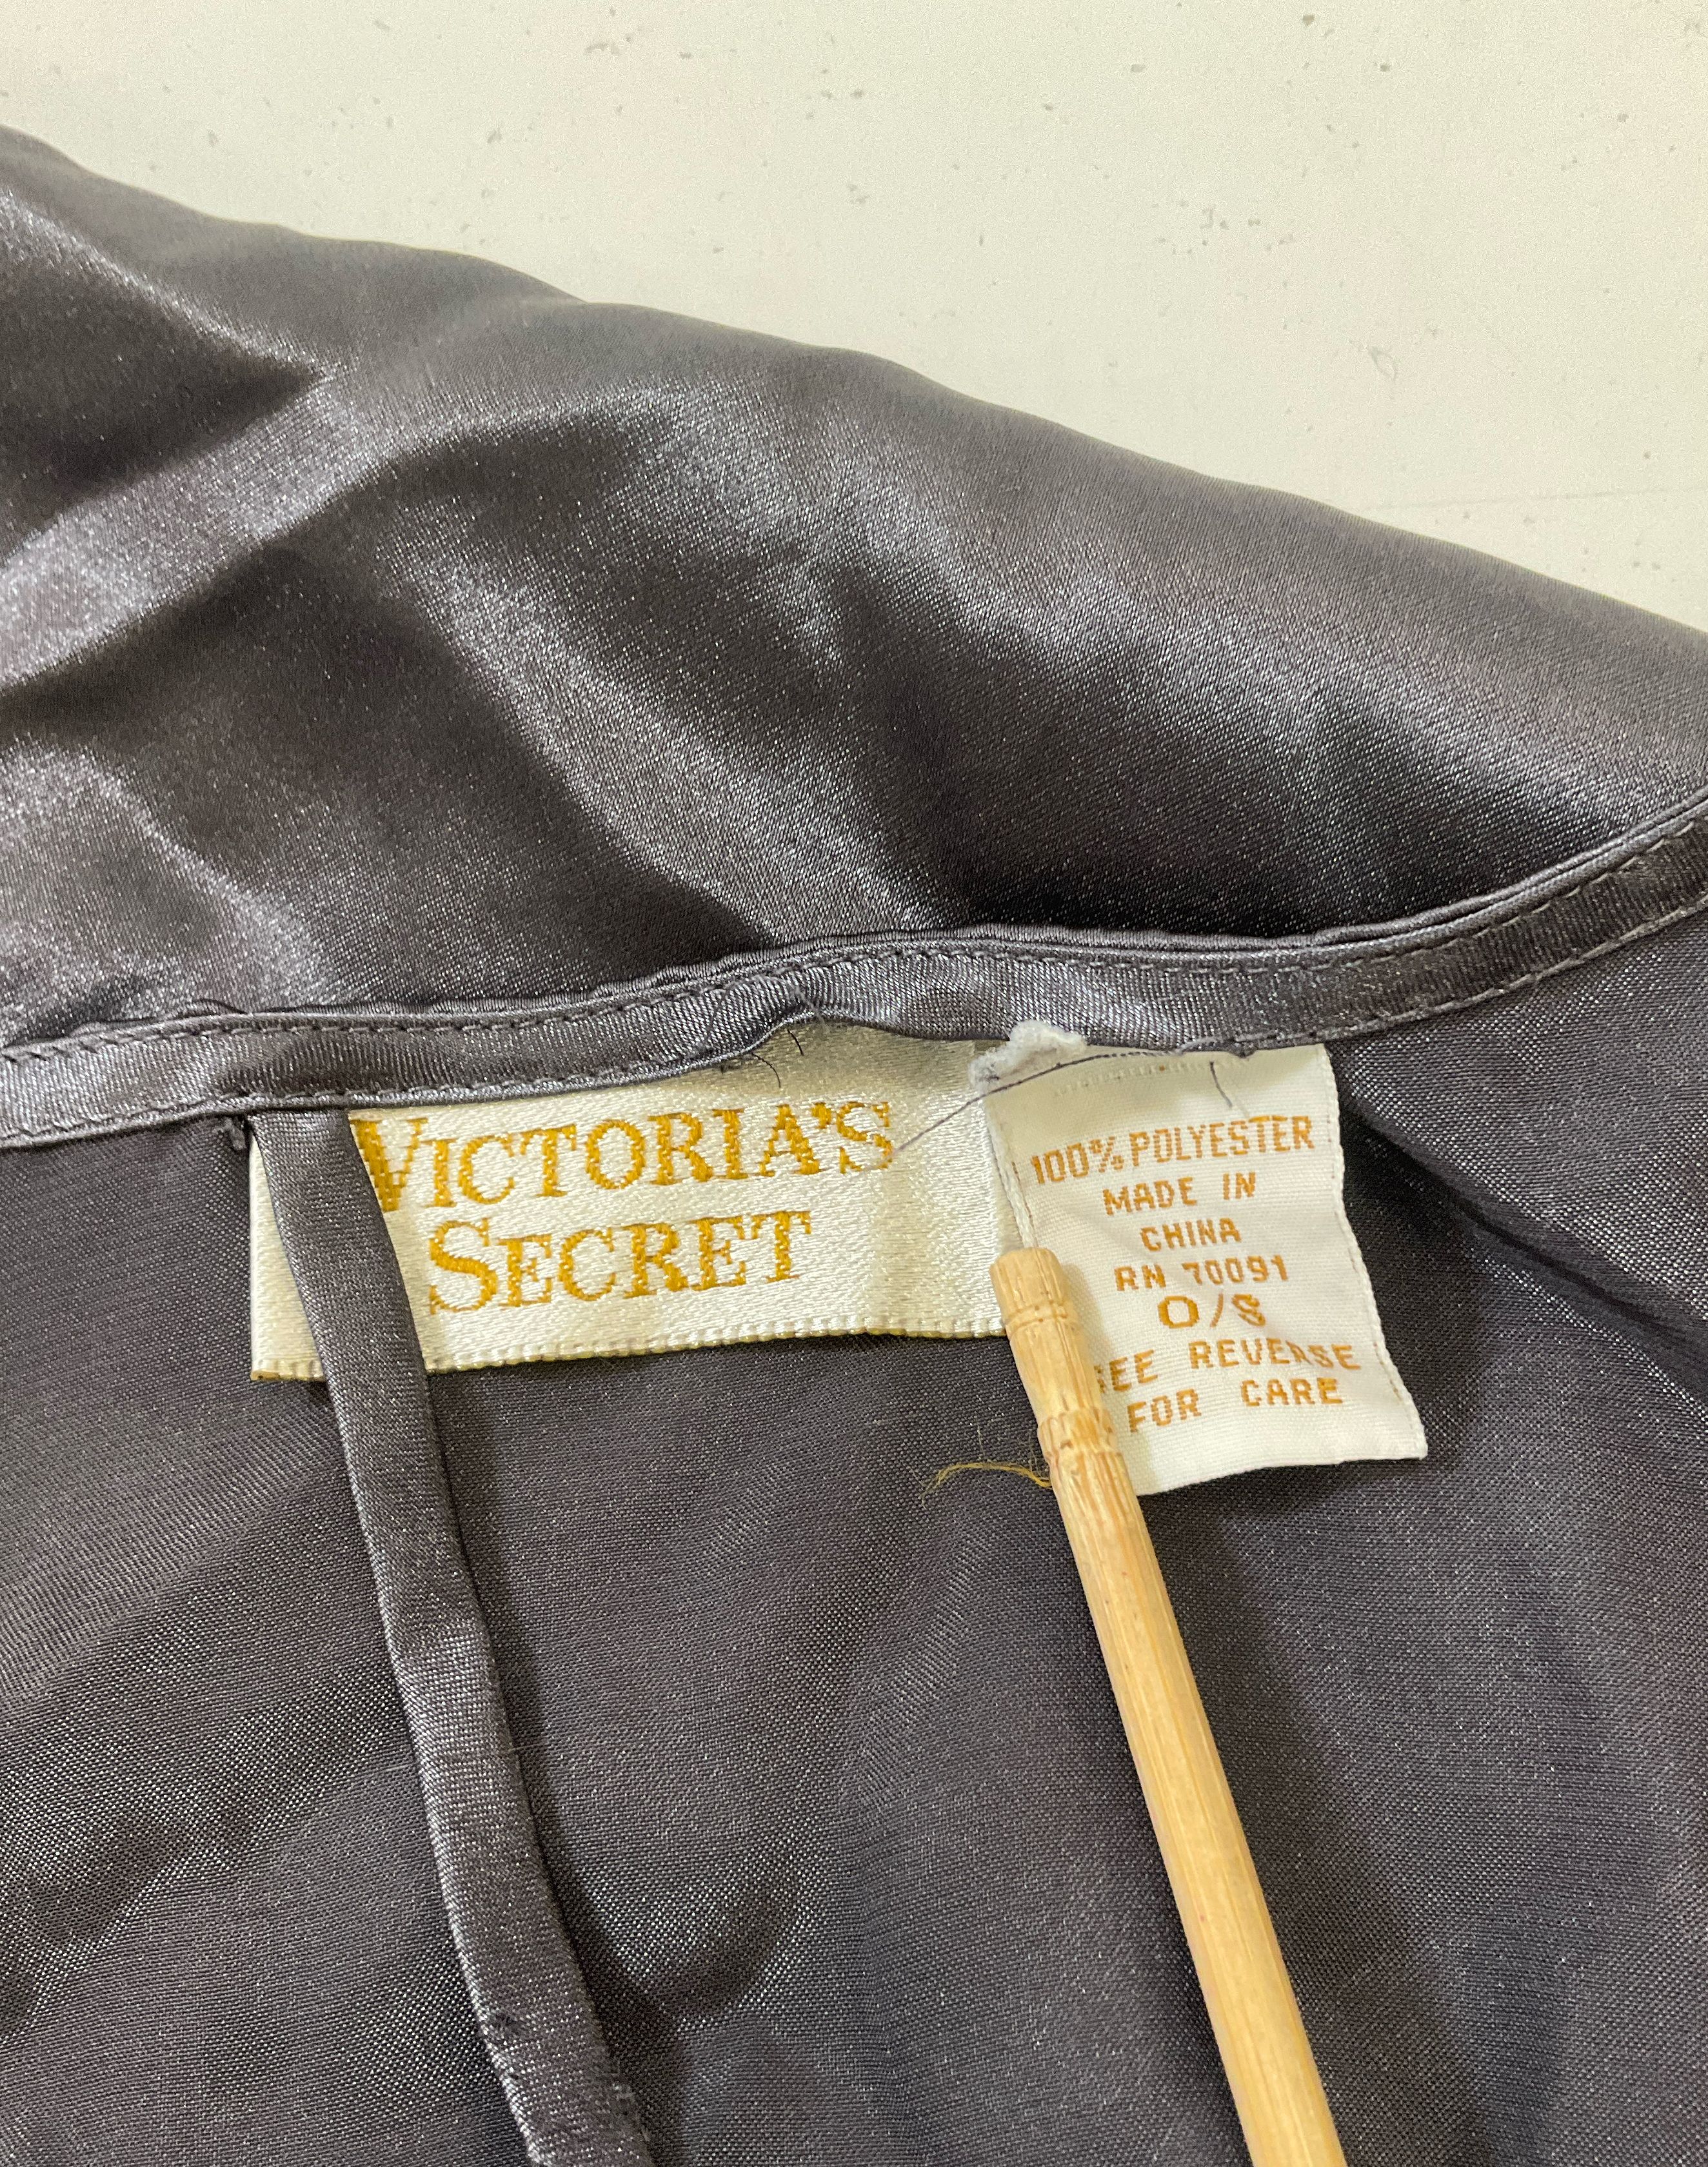 VICTORIA'S
SECRET
100% POLYESTER
MADE IN
CHINA
RN 70091
O/S
SEE REVERSE
FOR CARE